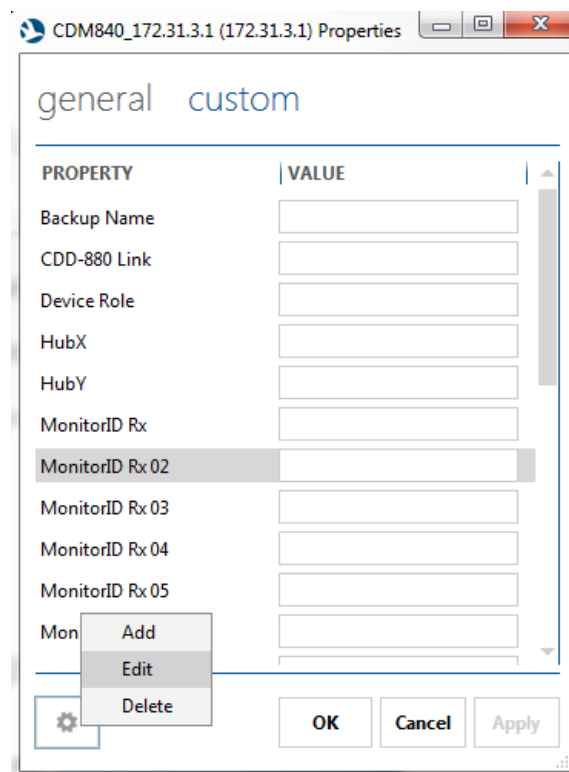 CDM840_172.31.3.1 (172.31.3.1) Properties
general custom
PROPERTY VALUE
Backup Name
CDD-880 Link
Device Role
HubX
HubY
MonitorID Rx
MonitorID Rx 02
MonitorID Rx 03
MonitorID Rx 04
MonitorID Rx 05
Mon
Add
Edit
Delete
OK Cancel Apply